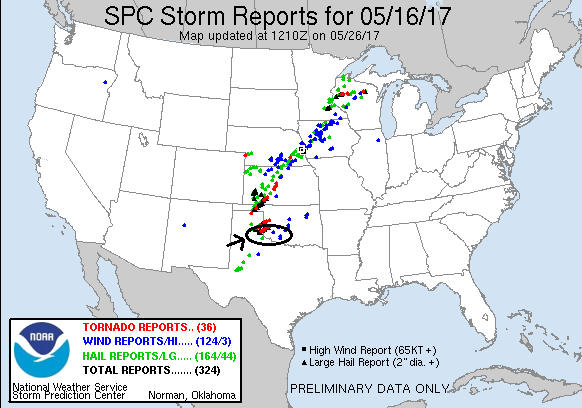 SPC Storm Reports for 05/16/17
Map updated at 1210Z on 05/26/17
NOAA
TORNADO REPORTS.. (36)
WIND REPORTS/HI..... (124/3)
HAIL REPORTS/LG..... (164/44)
TOTAL REPORTS....... (324)
National Weather Service
Storm Prediction Center Norman, Oklahoma
High Wind Report (65KT +)
Large Hail Report (2" dia. +)
PRELIMINARY DATA ONLY